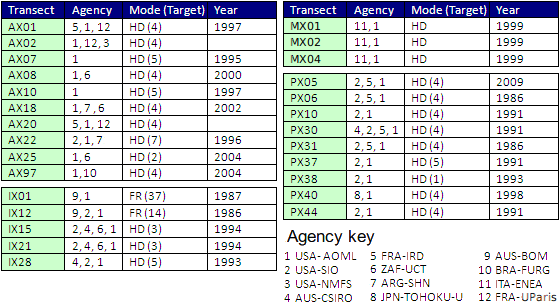 Transect Agency Mode (Target) Year
AX01 5, 1, 12 HD (4) 1997
AX02 1, 12, 3 HD (4)
AX07 1 HD (5) 1995
AX08 1, 6 HD (4) 2000
AX10 1 HD (5) 1997
AX18 1, 7, 6 HD (4) 2002
AX20 5, 1, 12 HD (4)
AX22 2, 1, 7 HD (7) 1996
AX25 1, 6 HD (2) 2004
AX97 1, 10 HD (4) 2004
IX01 9, 1 FR (37) 1987
IX12 9, 2, 1 FR (14) 1986
IX15 2, 4, 6, 1 HD (3) 1994
IX21 2, 4, 6, 1 HD (3) 1994
IX28 4, 2, 1 HD (5) 1993
Transect Agency Mode (Target) Year
MX01 11, 1 HD 1999
MX02 11, 1 HD 1999
MX04 11, 1 HD 1999
PX05 2, 5, 1 HD (4) 2009
PX06 2, 5, 1 HD (4) 1986
PX10 2, 1 HD (4) 1991
PX30 4, 2, 5, 1 HD (4) 1991
PX31 2, 5, 1 HD (4) 1986
PX37 2, 1 HD (5) 1991
PX38 2, 1 HD (1) 1993
PX40 8, 1 HD (4) 1998
PX44 2, 1 HD (4) 1991
Agency key
1 USA-AOML 5 FRA-IRD 9 AUS-BOM
2 USA-SIO 6 ZAF-UCT 10 BRA-FURG
3 USA-NMFS 7 ARG-SHN 11 ITA-ENEA
4 AUS-CSIRO 8 JPN-TOHOKU-U 12 FRA-UParis